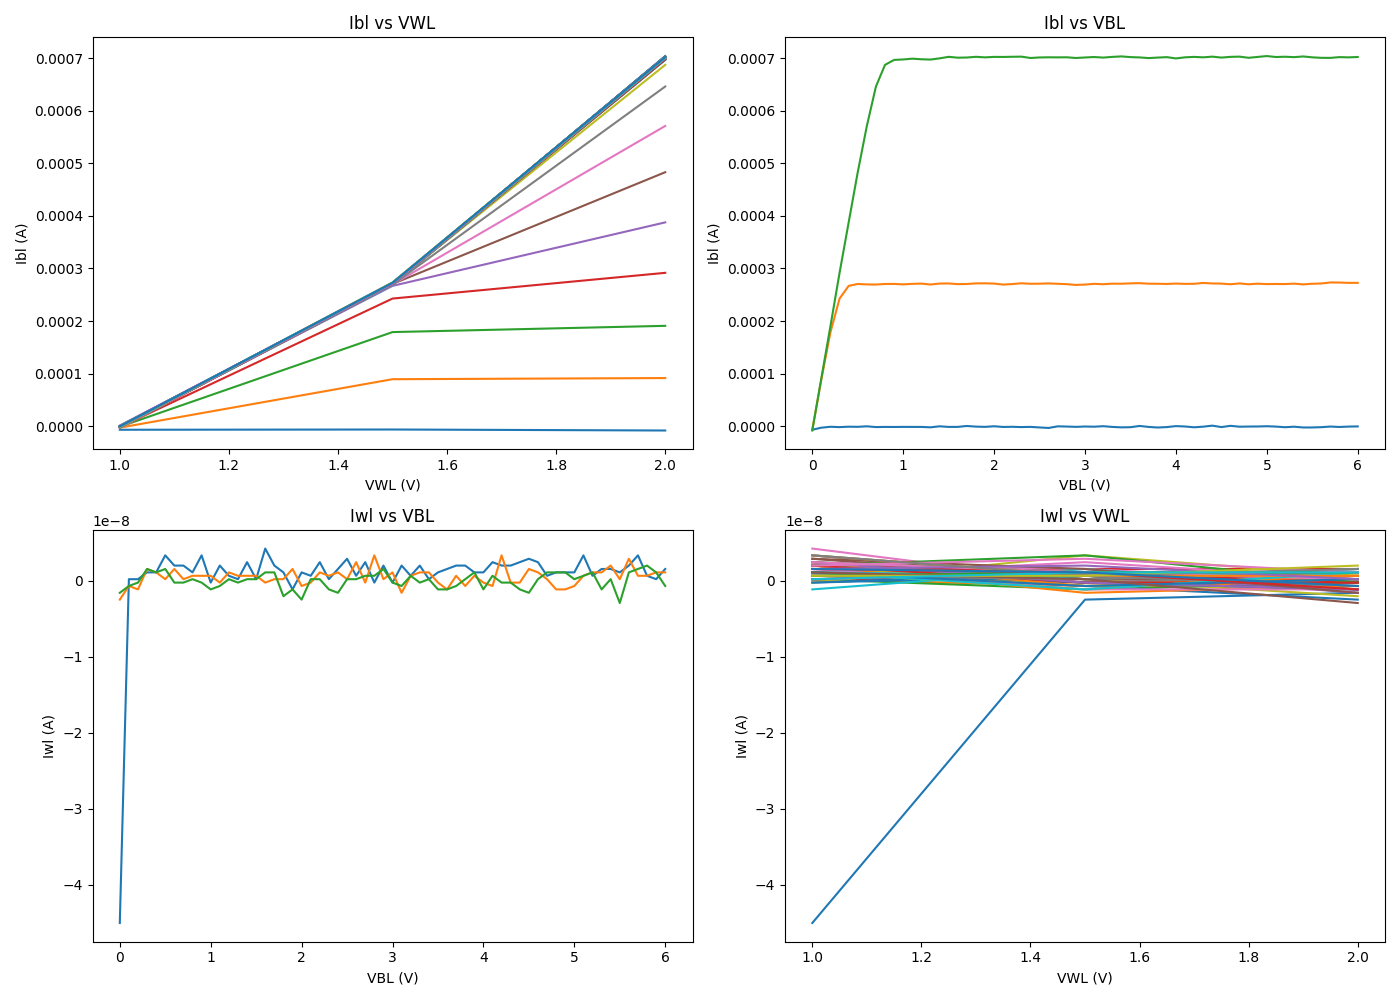 Ibl vs VWL
Ibl (A)
0.0007
0.0006
0.0005
0.0004
0.0003
0.0002
0.0001
0.0000
1.0 1.2 1.4 1.6 1.8 2.0
VWL (V)
Ibl vs VBL
Ibl (A)
0.0007
0.0006
0.0005
0.0004
0.0003
0.0002
0.0001
0.0000
0 1 2 3 4 5 6
VBL (V)
Iwl vs VBL
1e−8
Iwl (A)
0
−1
−2
−3
−4
0 1 2 3 4 5 6
VBL (V)
Iwl vs VWL
1e−8
Iwl (A)
0
−1
−2
−3
−4
1.0 1.2 1.4 1.6 1.8 2.0
VWL (V)